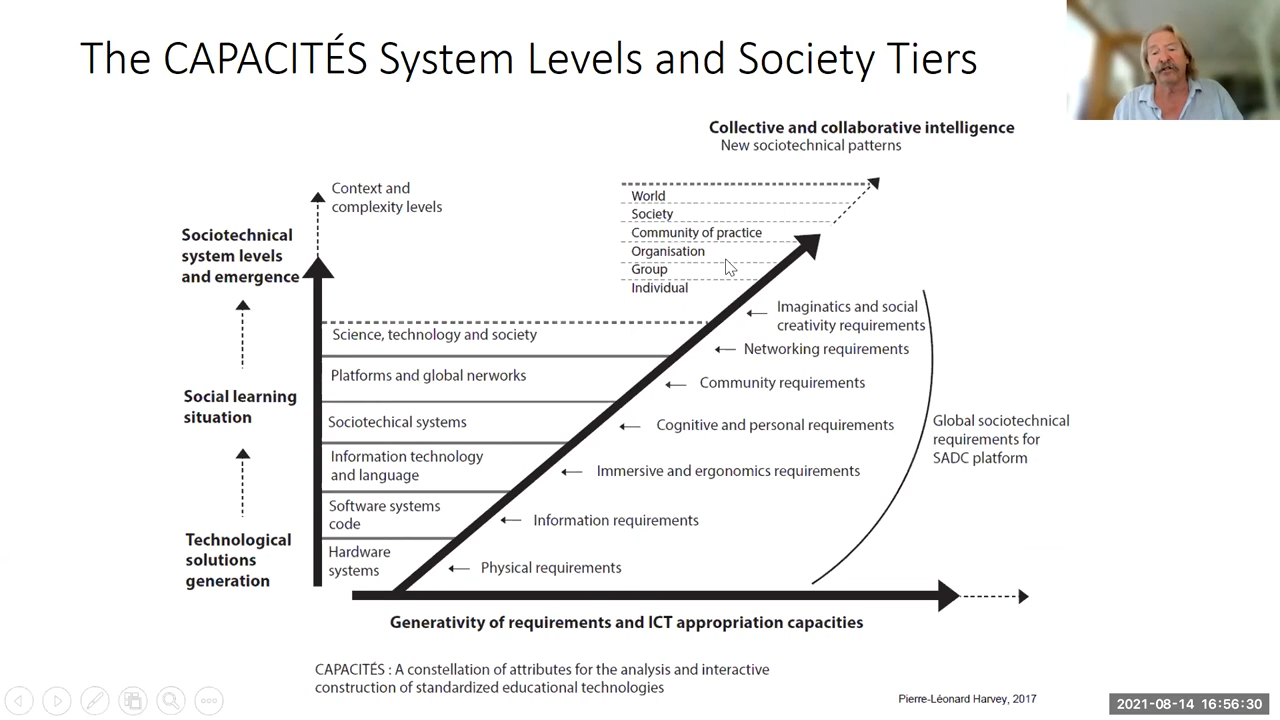 The CAPACITÉS System Levels and Society Tiers
Collective and collaborative intelligence
New sociotechnical patterns
Context and
complexity levels
World
Society
Community of practice
Organisation
Group
Individual
Sociotechnical
system levels
and emergence
Social learning
situation
Technological
solutions
generation
Science, technology and society
Platforms and global nerworks
Sociotechical systems
Information technology
and language
Software systems
code
Hardware
systems
Imaginatics and social
creativity requirements
Networking requirements
Community requirements
Cognitive and personal requirements
Immersive and ergonomics requirements
Information requirements
Physical requirements
Global sociotechnical
requirements for
SADC platform
Generativity of requirements and ICT appropriation capacities
CAPACITÉS : A constellation of attributes for the analysis and interactive
construction of standardized educational technologies
Pierre-Léonard Harvey, 2017
2021-08-14 16:56:30